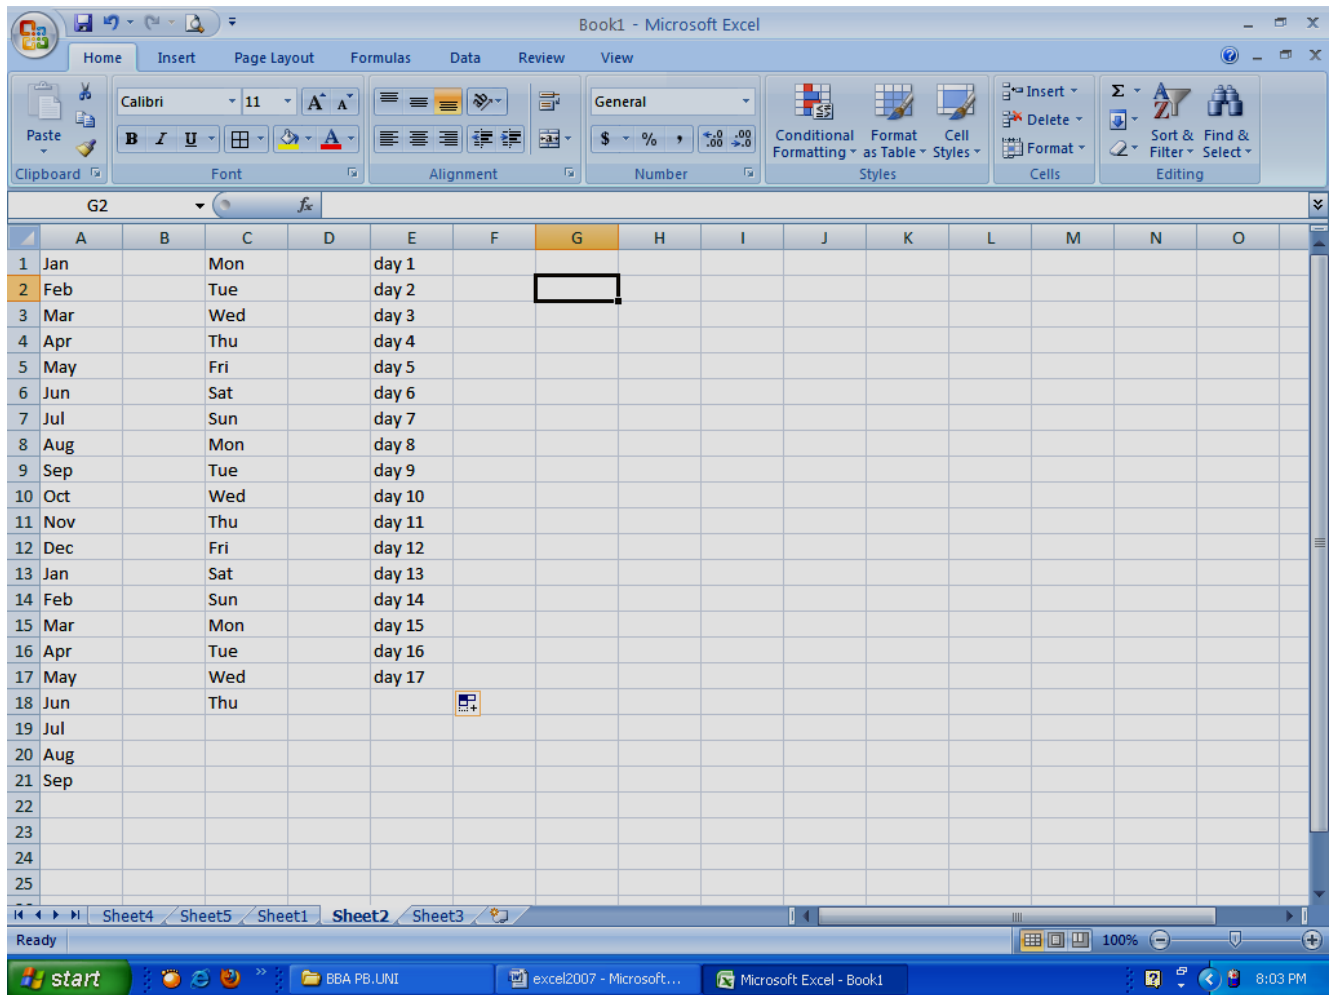 Book1 - Microsoft Excel
Home Insert Page Layout Formulas Data Review View
Calibri 11 A A General Σ Insert
Paste B I U A $ % , .0 .00 .00 .0 Conditional Formatting Format as Table Cell Styles Delete Format Sort & Filter Find & Select
Clipboard Font Alignment Number Styles Cells Editing
G2 fx
A B C D E F G H I J K L M N O
1 Jan Mon day 1
2 Feb Tue day 2
3 Mar Wed day 3
4 Apr Thu day 4
5 May Fri day 5
6 Jun Sat day 6
7 Jul Sun day 7
8 Aug Mon day 8
9 Sep Tue day 9
10 Oct Wed day 10
11 Nov Thu day 11
12 Dec Fri day 12
13 Jan Sat day 13
14 Feb Sun day 14
15 Mar Mon day 15
16 Apr Tue day 16
17 May Wed day 17
18 Jun Thu
19 Jul
20 Aug
21 Sep
22
23
24
25
Sheet4 Sheet5 Sheet1 Sheet2 Sheet3
Ready 100%
start BBA PB.UNI excel2007 - Microsoft... Microsoft Excel - Book1 8:03 PM